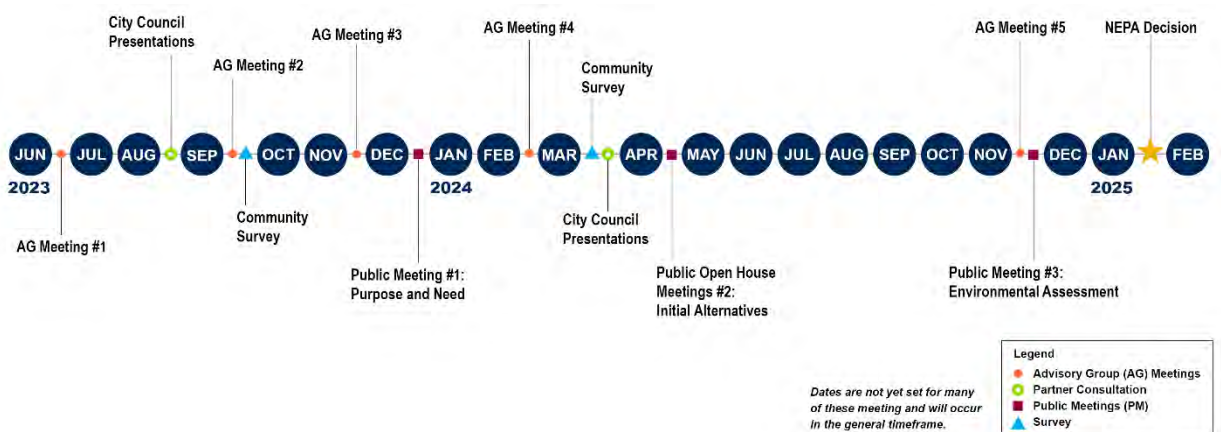 City Council
Presentations
AG Meeting #2
AG Meeting #3
AG Meeting #4
Community
Survey
AG Meeting #5
NEPA Decision
JUN JUL AUG SEP OCT NOV DEC JAN FEB MAR APR MAY JUN JUL AUG SEP OCT NOV DEC JAN FEB
2023 2024 2025
AG Meeting #1
Community
Survey
Public Meeting #1:
Purpose and Need
City Council
Presentations
Public Open House
Meetings #2:
Initial Alternatives
Public Meeting #3:
Environmental Assessment
Dates are not yet set for many
of these meeting and will occur
in the general timeframe.
Legend
Advisory Group (AG) Meetings
Partner Consultation
Public Meetings (PM)
Survey